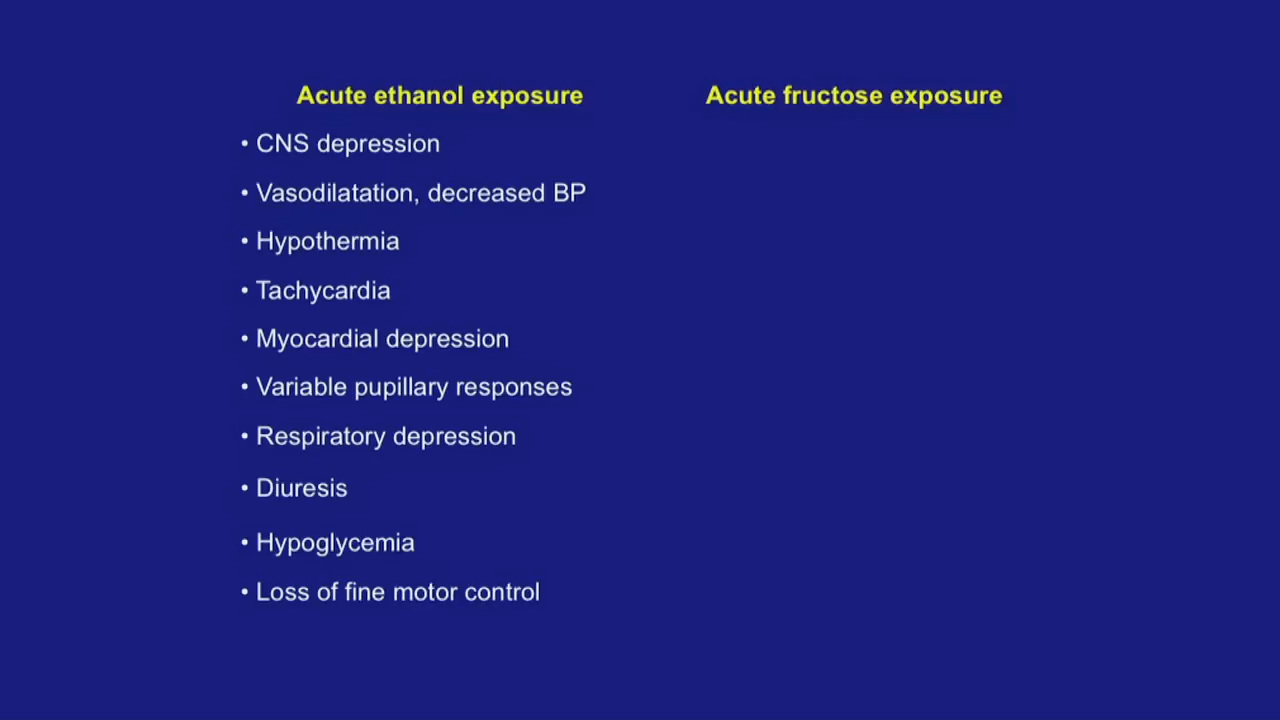 Acute ethanol exposure
Acute fructose exposure
• CNS depression
• Vasodilatation, decreased BP
• Hypothermia
• Tachycardia
• Myocardial depression
• Variable pupillary responses
• Respiratory depression
• Diuresis
• Hypoglycemia
• Loss of fine motor control